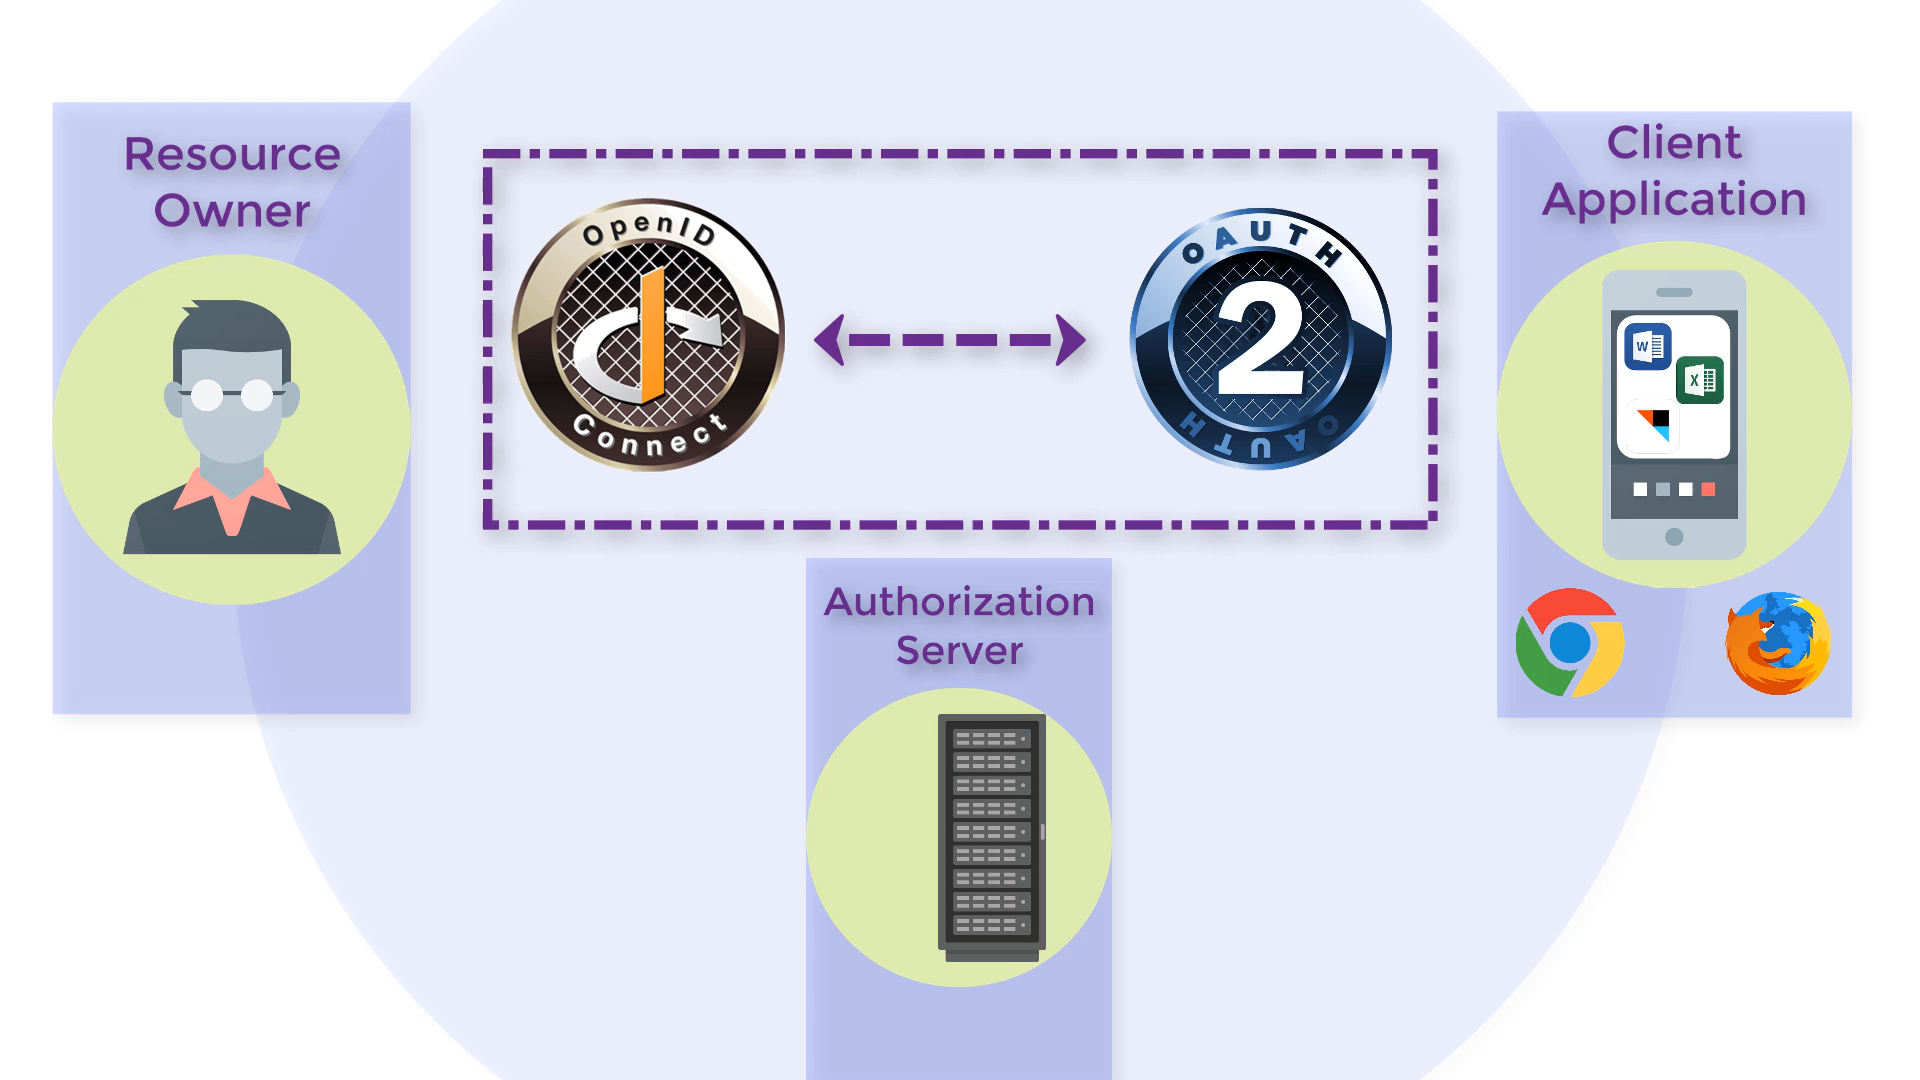 Resource
Owner
OpenID
Connect
OAUTH
2
OAUTH
Client
Application
W
X
Authorization
Server